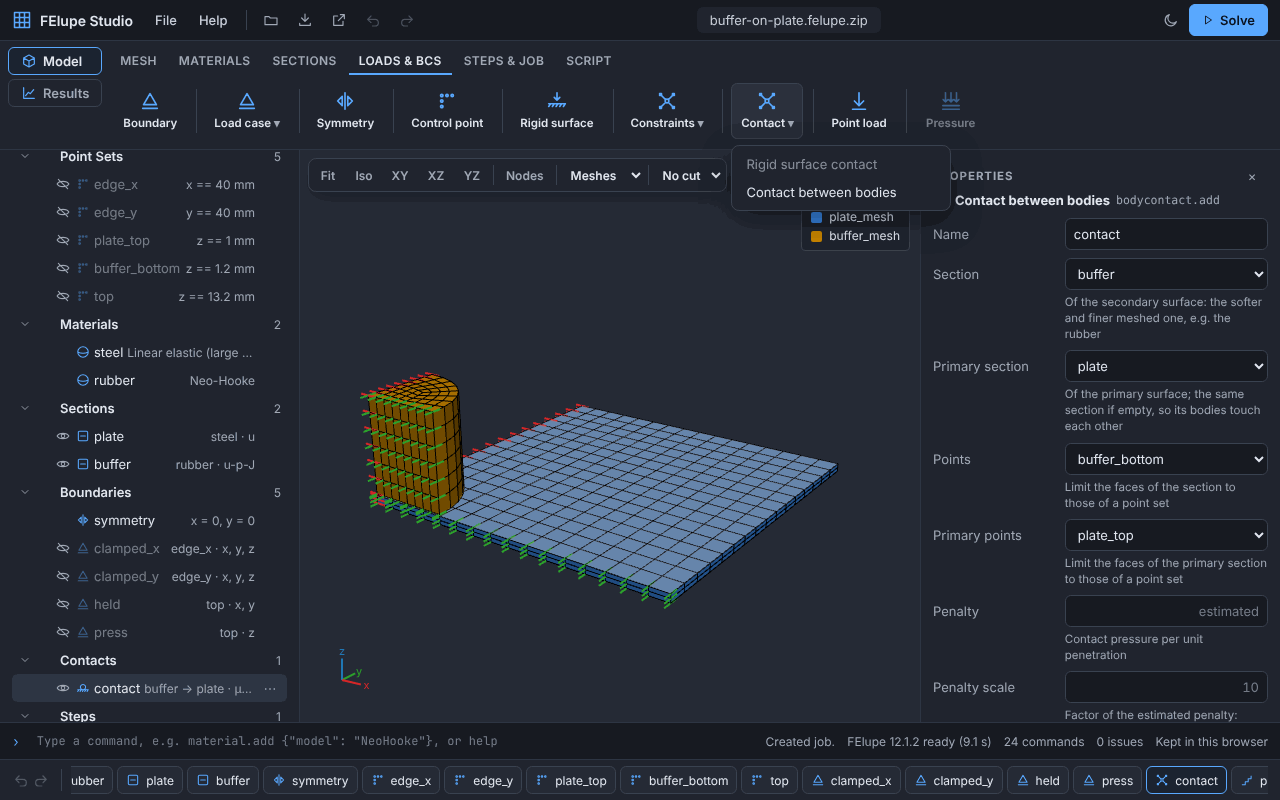 FElupe Studio File Help buffer-on-plate.felupe.zip Solve
Model MESH MATERIALS SECTIONS LOADS & BCS STEPS & JOB SCRIPT
Results
Boundary Load case ▾ Symmetry Control point Rigid surface Constraints ▾ Contact ▾ Point load Pressure
Rigid surface contact
Contact between bodies
Point Sets 5
edge_x x == 40 mm
edge_y y == 40 mm
plate_top z == 1 mm
buffer_bottom z == 1.2 mm
top z == 13.2 mm
Materials 2
steel Linear elastic (large ...
rubber Neo-Hooke
Sections 2
plate steel · u
buffer rubber · u-p-J
Boundaries 5
symmetry x = 0, y = 0
clamped_x edge_x · x, y, z
clamped_y edge_y · x, y, z
held top · x, y
press top · z
Contacts 1
contact buffer → plate · μ... ···
Steps 1
Fit Iso XY XZ YZ Nodes Meshes No cut
plate_mesh
buffer_mesh
z
y
x
OPERTIES ×
Contact between bodies bodycontact.add
Name contact
Section buffer
Of the secondary surface: the softer
and finer meshed one, e.g. the
rubber
Primary section plate
Of the primary surface; the same
section if empty, so its bodies touch
each other
Points buffer_bottom
Limit the faces of the section to
those of a point set
Primary points plate_top
Limit the faces of the primary section
to those of a point set
Penalty estimated
Contact pressure per unit
penetration
Penalty scale 10
Factor of the estimated penalty:
› Type a command, e.g. material.add {"model": "NeoHooke"}, or help Created job. FElupe 12.1.2 ready (9.1 s) 24 commands 0 issues Kept in this browser
ubber plate buffer symmetry edge_x edge_y plate_top buffer_bottom top clamped_x clamped_y held press contact p